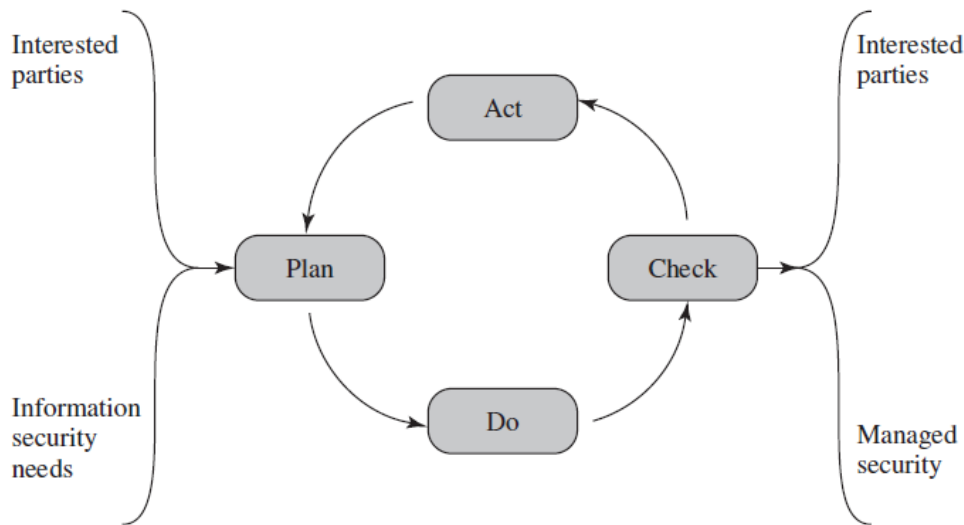 Interested
parties
Interested
parties
Act
Plan
Check
Do
Information
security
needs
Managed
security